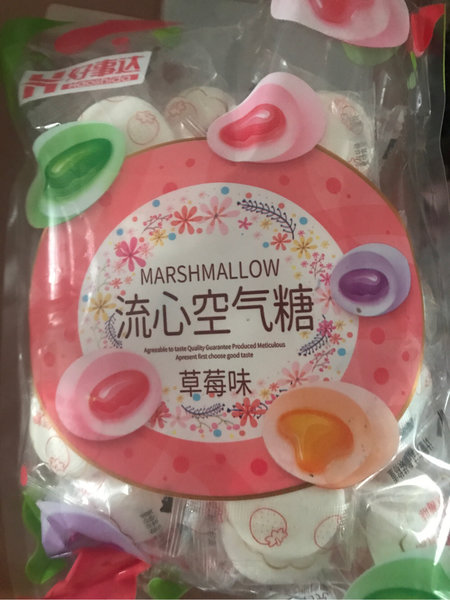 好事达
Haoshida
MARSHMALLOW
流心空气糖
Agreeable to taste Quality Guarantee Produced Meticulous
Apresent first choose good taste
草莓味